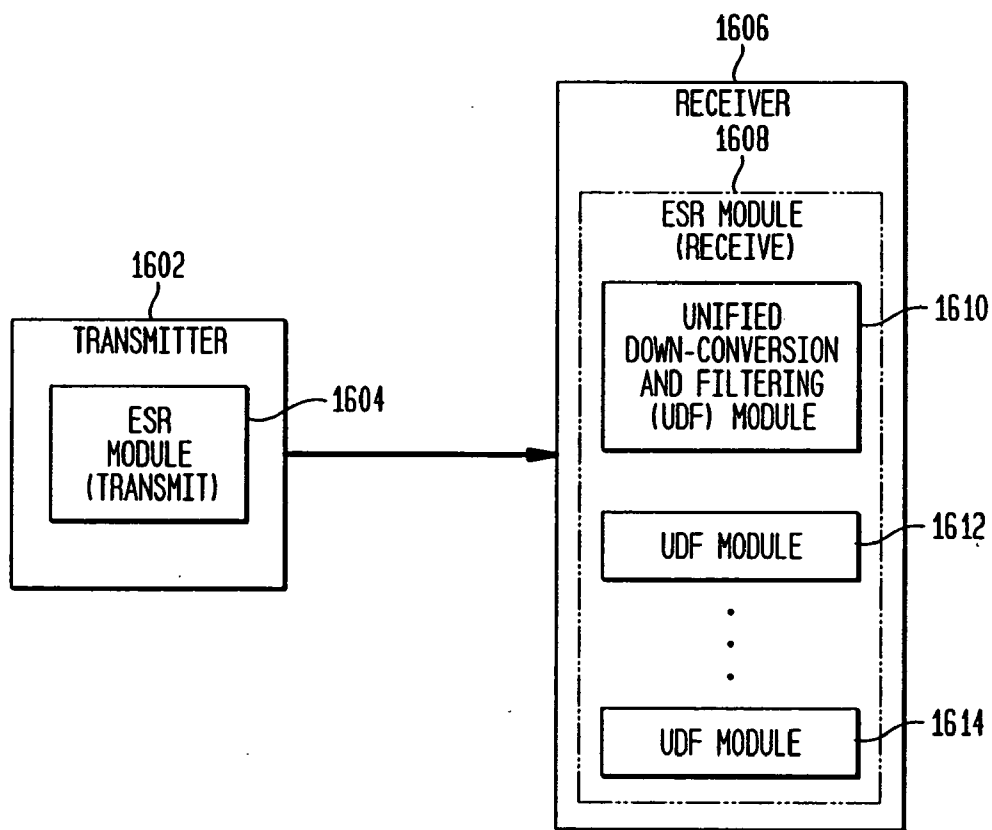 1606
RECEIVER
1608
ESR MODULE
(RECEIVE)
1602
TRANSMITTER
1610
UNIFIED
DOWN-CONVERSION
AND FILTERING
(UDF) MODULE
1604
ESR
MODULE
(TRANSMIT)
1612
UDF MODULE
1614
UDF MODULE